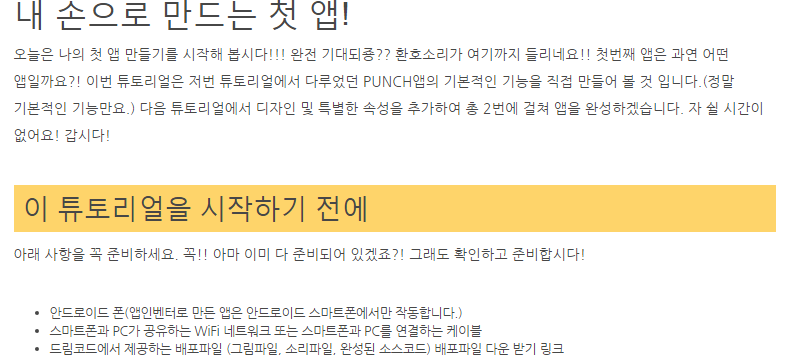 내 손으로 만드는 첫 앱!
오늘은 나의 첫 앱 만들기를 시작해 봅시다!!! 완전 기대되죵?? 환호소리가 여기까지 들리네요!! 첫번째 앱은 과연 어떤
앱일까요?! 이번 튜토리얼은 저번 튜토리얼에서 다루었던 PUNCH앱의 기본적인 기능을 직접 만들어 볼 것 입니다.(정말
기본적인 기능만요.) 다음 튜토리얼에서 디자인 및 특별한 속성을 추가하여 총 2번에 걸쳐 앱을 완성하겠습니다. 자 쉴 시간이
없어요! 갑시다!
이 튜토리얼을 시작하기 전에
아래 사항을 꼭 준비하세요. 꼭!! 아마 이미 다 준비되어 있겠죠?! 그래도 확인하고 준비합시다!
• 안드로이드 폰(앱인벤터로 만든 앱은 안드로이드 스마트폰에서만 작동합니다.)
• 스마트폰과 PC가 공유하는 WiFi 네트워크 또는 스마트폰과 PC를 연결하는 케이블
• 드림코드에서 제공하는 배포파일 (그림파일, 소리파일, 완성된 소스코드) 배포파일 다운 받기 링크